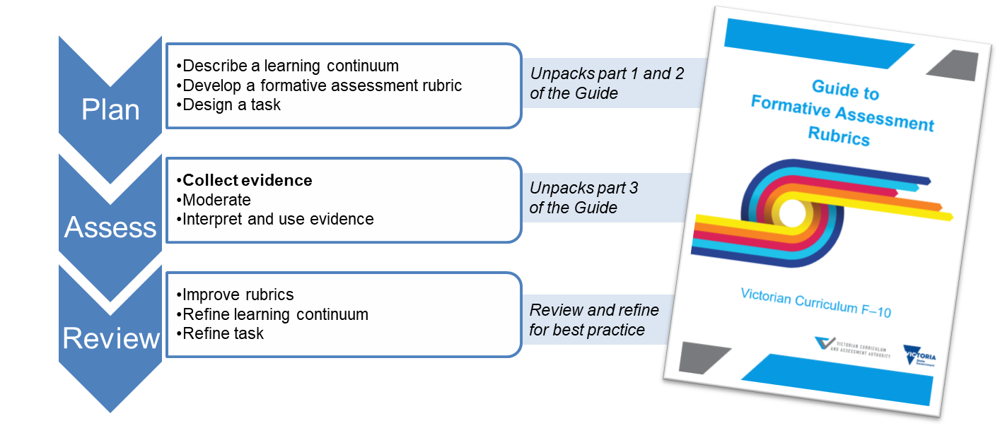 Plan
•Describe a learning continuum
•Develop a formative assessment rubric
•Design a task
Unpacks part 1 and 2
of the Guide
Assess
•Collect evidence
•Moderate
•Interpret and use evidence
Unpacks part 3
of the Guide
Review
•Improve rubrics
•Refine learning continuum
•Refine task
Review and refine
for best practice
Guide to
Formative Assessment
Rubrics
Victorian Curriculum F–10
VICTORIAN CURRICULUM
AND ASSESSMENT AUTHORITY
VICTORIA
State
Government